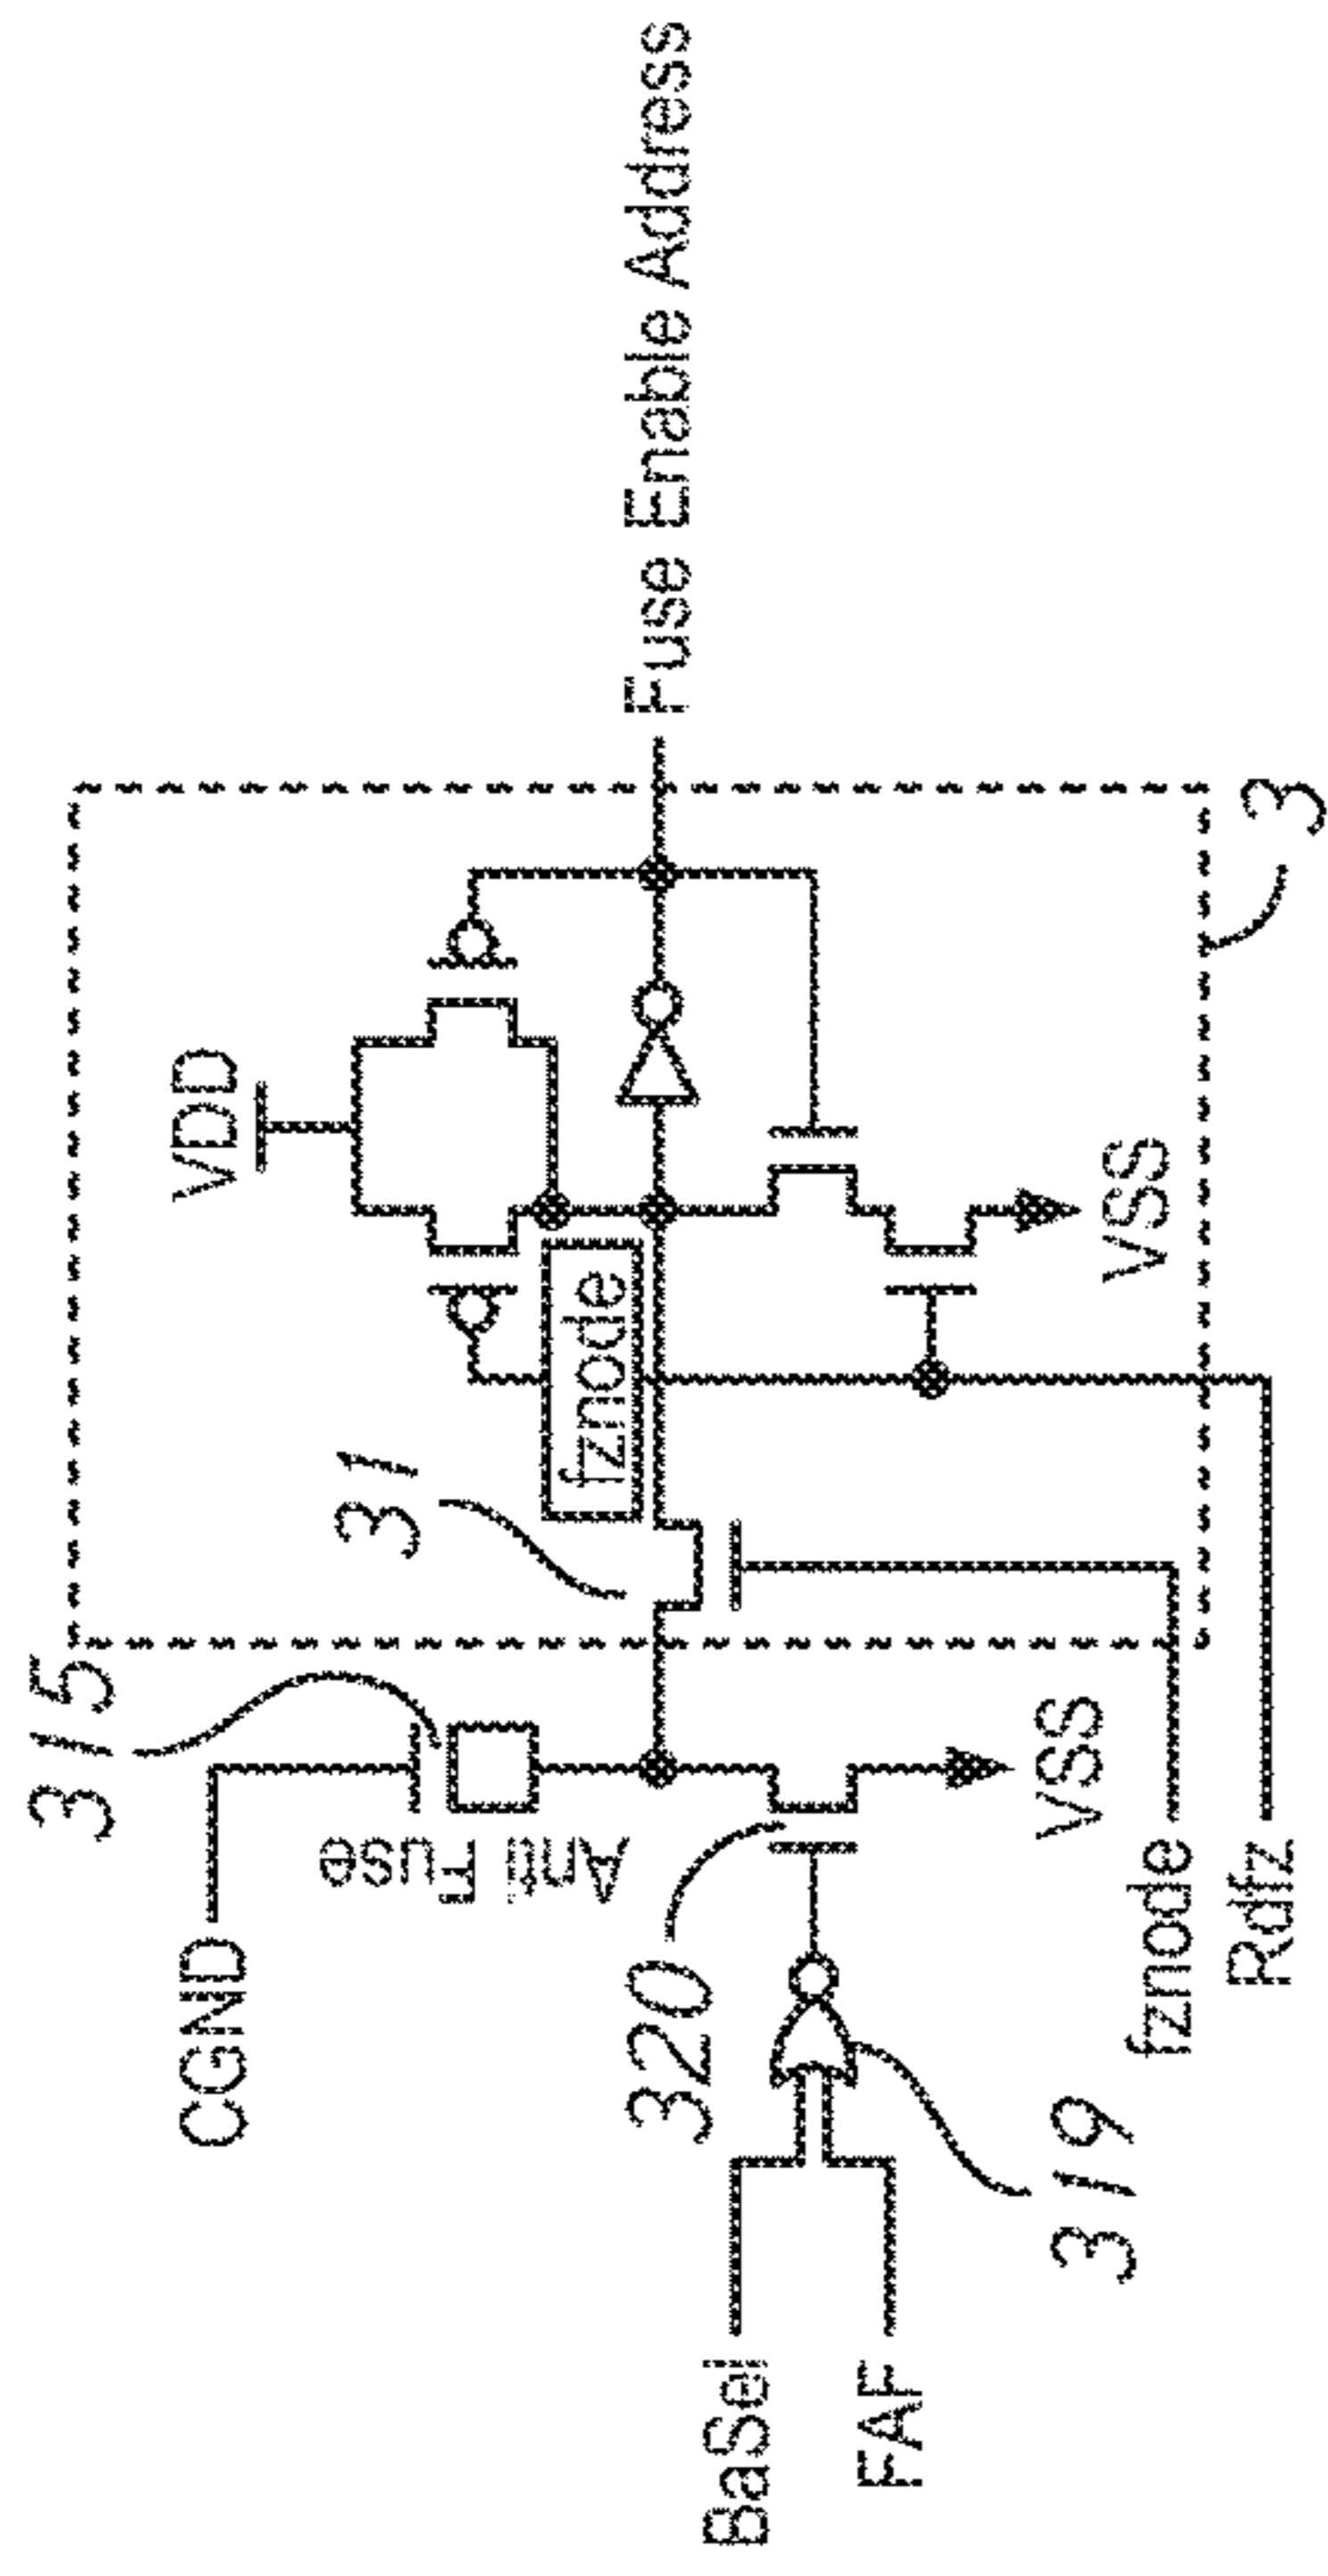 CGND
315
Anti Fuse
31
VDD
fznode
Fuse Enable Address
320
BaSel
FAF
319
VSS
VSS
fznode
Rdfz
3